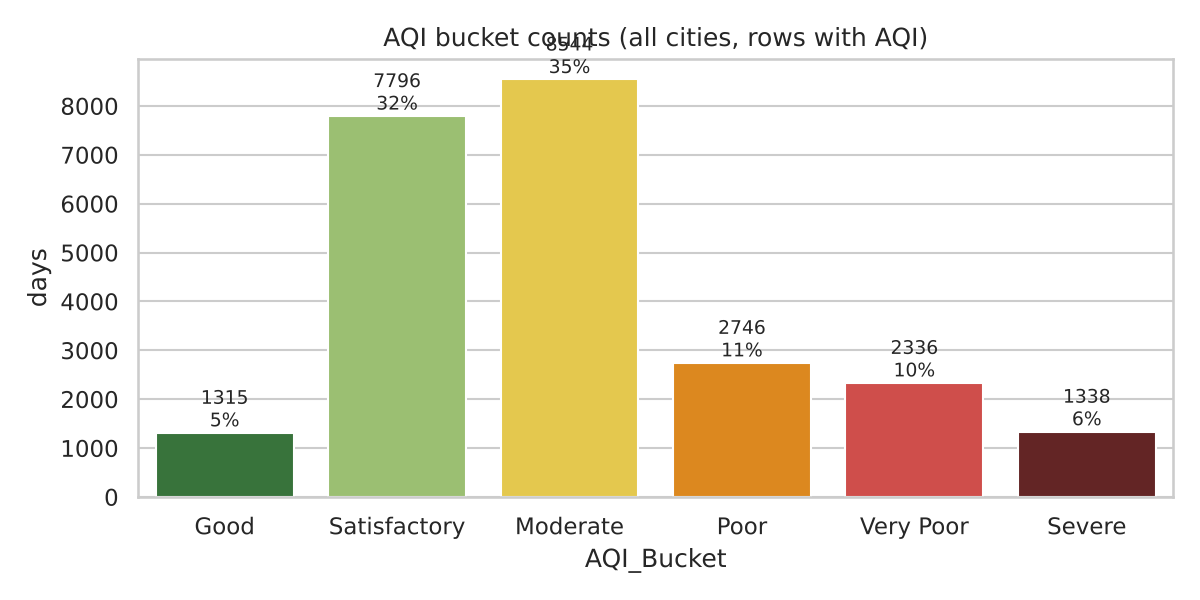 AQI bucket counts (all cities, rows with AQI)
8544
35%
7796
32%
2746
11%
2336
10%
1315
5%
1338
6%
8000
7000
6000
5000
4000
3000
2000
1000
0
days
Good
Satisfactory
Moderate
Poor
Very Poor
Severe
AQI_Bucket